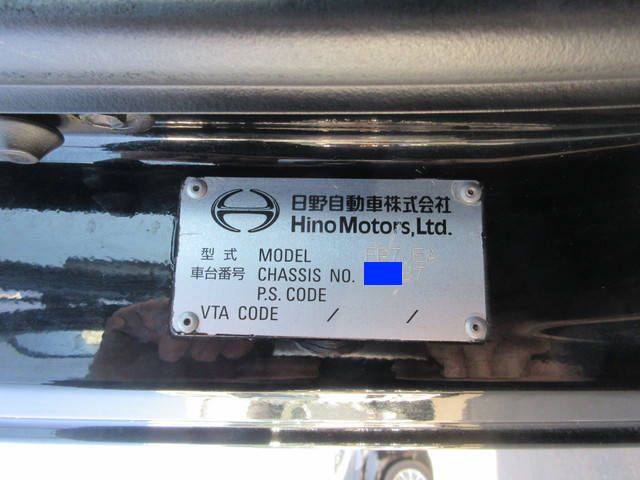 日野自動車株式会社
Hino Motors, Ltd.
型式 MODEL
車台番号 CHASSIS NO.
P.S. CODE
VTA CODE / /